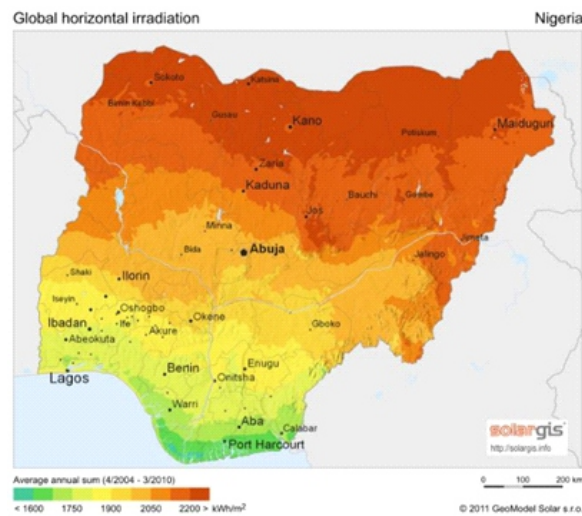 Global horizontal irradiation
Nigeria
Sokoto
Katsina
Birnin Kebbi
Gusau
Kano
Potiskum
Maiduguri
Zaria
Kaduna
Bauchi
Gombe
Jos
Minna
Bida
Abuja
Jimeta
Jalingo
Shaki
Ilorin
Iseyin
Oshogbo
Ibadan
Ife
Okene
Akure
Gboko
Abeokuta
Lagos
Benin
Enugu
Onitsha
Warri
Aba
Calabar
Port Harcourt
solargis
http://solargis.info
Average annual sum (4/2004 - 3/2010)
< 1600 1750 1900 2050 2200 > kWh/m²
0 100 200 km
© 2011 GeoModel Solar s.r.o.